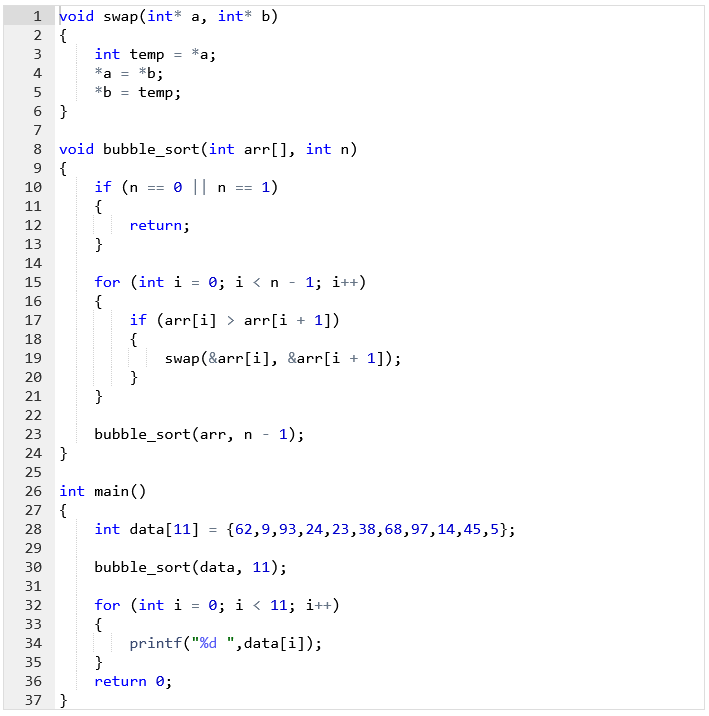 1 void swap(int* a, int* b)
2 {
3     int temp = *a;
4     *a = *b;
5     *b = temp;
6 }
7
8 void bubble_sort(int arr[], int n)
9 {
10     if (n == 0 || n == 1)
11     {
12         return;
13     }
14
15     for (int i = 0; i < n - 1; i++)
16     {
17         if (arr[i] > arr[i + 1])
18         {
19             swap(&arr[i], &arr[i + 1]);
20         }
21     }
22
23     bubble_sort(arr, n - 1);
24 }
25
26 int main()
27 {
28     int data[11] = {62,9,93,24,23,38,68,97,14,45,5};
29
30     bubble_sort(data, 11);
31
32     for (int i = 0; i < 11; i++)
33     {
34         printf("%d ",data[i]);
35     }
36     return 0;
37 }